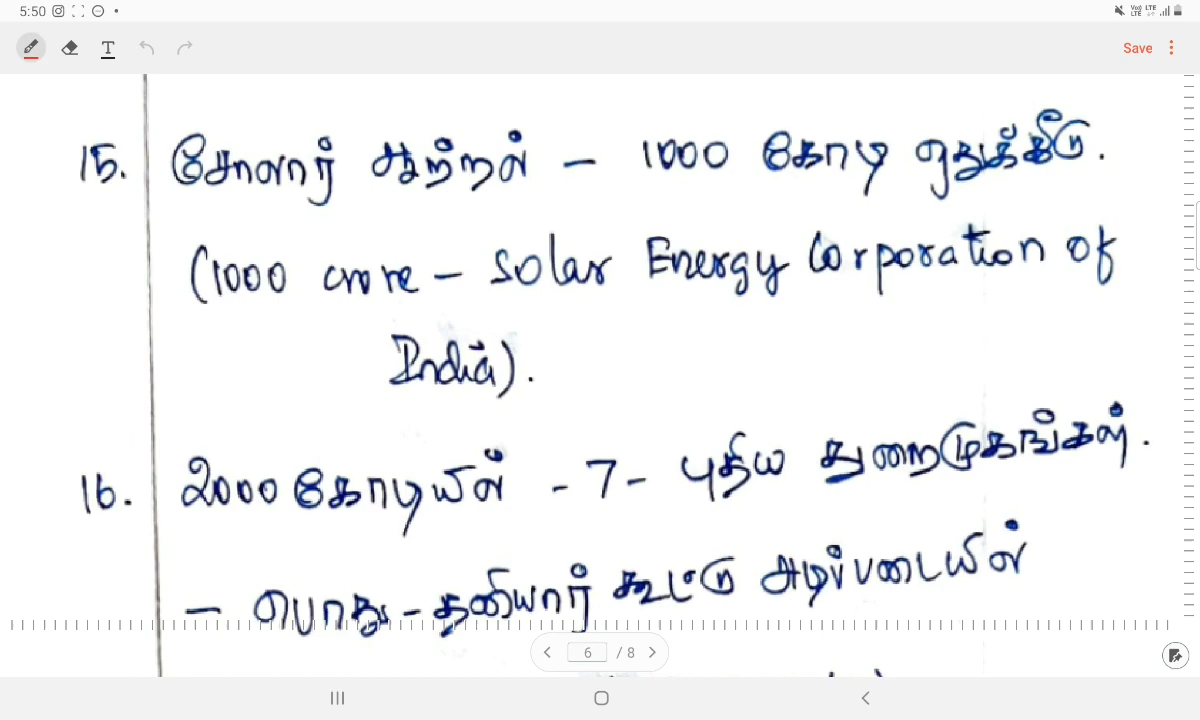 5:50
Save
15. சோலார் ஆற்றல் – 1000 கோடி ஒதுக்கீடு.
(1000 crore – Solar Energy Corporation of
India).
16. 2000 கோடியில் - 7 - புதிய துறைமுகங்கள்.
– பொது - தனியார் கூட்டு அடிப்படையில்
6 / 8